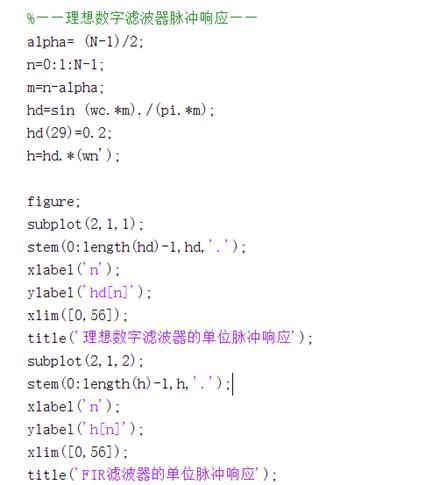 %一一理想数字滤波器脉冲响应一一
alpha= (N-1)/2;
n=0:1:N-1;
m=n-alpha;
hd=sin (wc.*m)./(pi.*m);
hd(29)=0.2;
h=hd.*(wn');
figure;
subplot(2,1,1);
stem(0:length(hd)-1,hd,'.');
xlabel('n');
ylabel('hd[n]');
xlim([0,56]);
title('理想数字滤波器的单位脉冲响应');
subplot(2,1,2);
stem(0:length(h)-1,h,'.');
xlabel('n');
ylabel('h[n]');
xlim([0,56]);
title('FIR滤波器的单位脉冲响应');